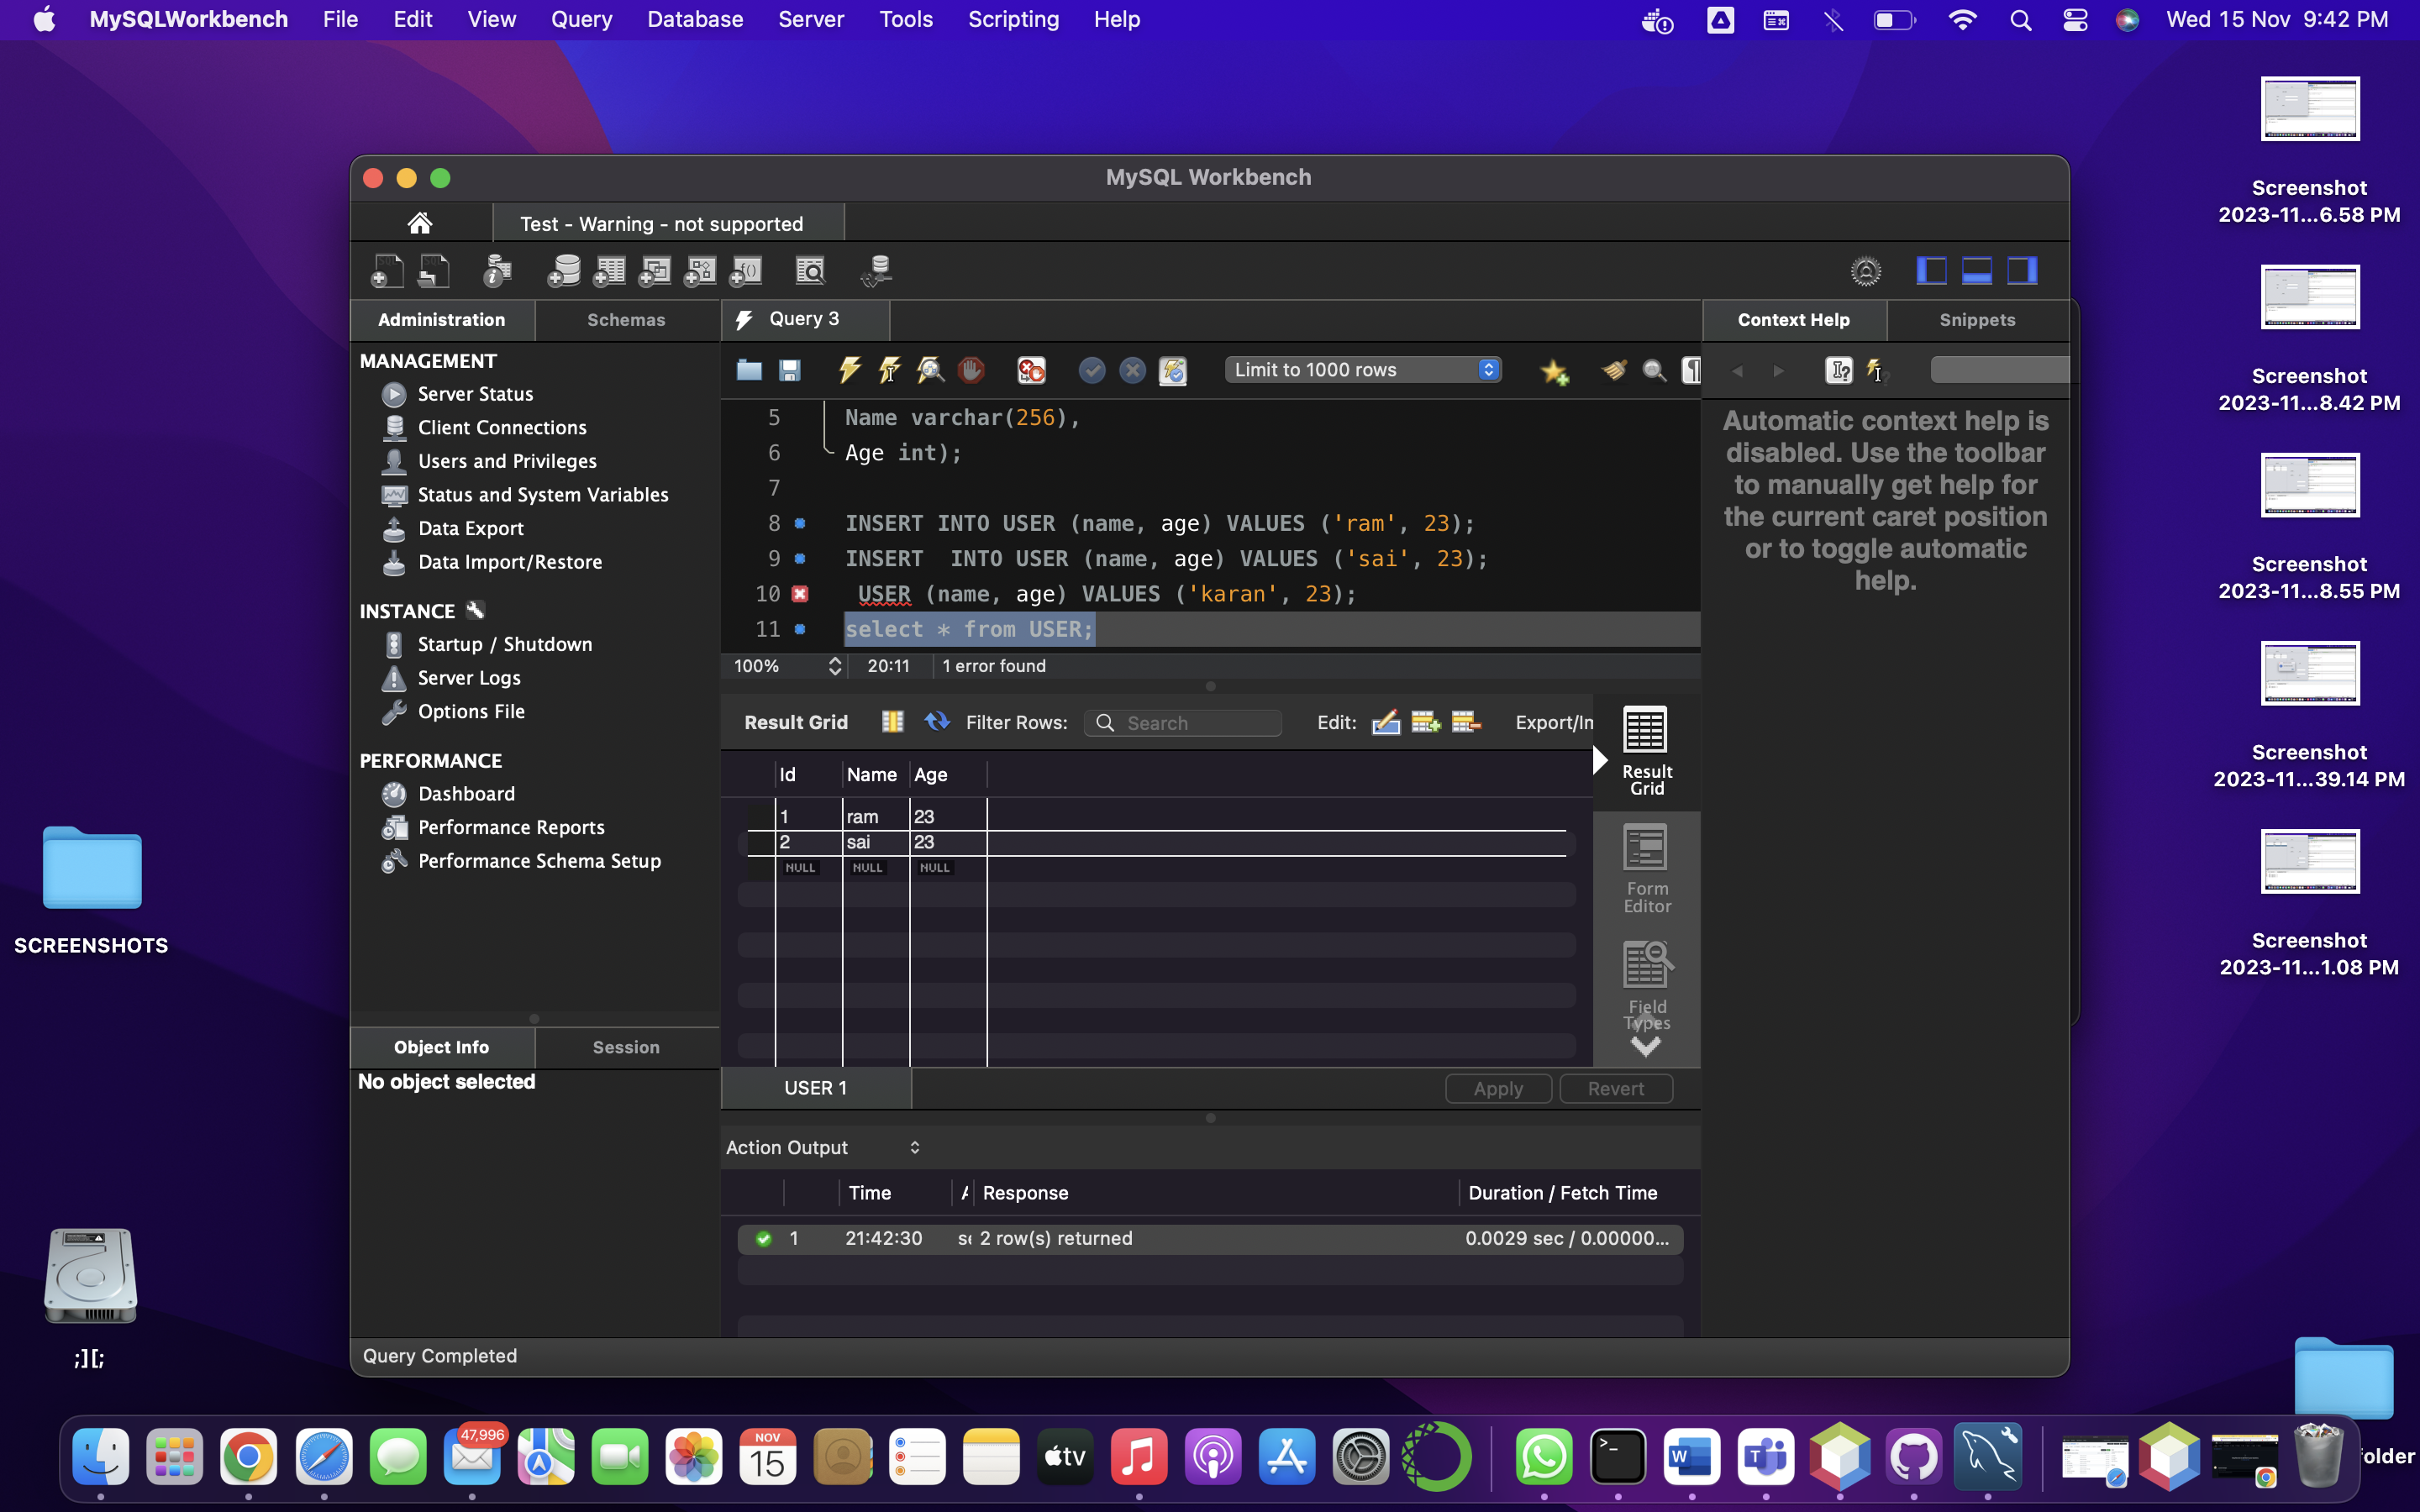 MySQLWorkbench File Edit View Query Database Server Tools Scripting Help
Wed 15 Nov 9:42 PM
MySQL Workbench
Test - Warning - not supported
Administration Schemas
MANAGEMENT
Server Status
Client Connections
Users and Privileges
Status and System Variables
Data Export
Data Import/Restore
INSTANCE
Startup / Shutdown
Server Logs
Options File
PERFORMANCE
Dashboard
Performance Reports
Performance Schema Setup
Object Info Session
No object selected
Query 3
Limit to 1000 rows
5 Name varchar(256),
6 Age int);
7
8 INSERT INTO USER (name, age) VALUES ('ram', 23);
9 INSERT  INTO USER (name, age) VALUES ('sai', 23);
10 USER (name, age) VALUES ('karan', 23);
11 select * from USER;
100% 20:11 1 error found
Result Grid Filter Rows: Search Edit: Export/Im
Id Name Age
1 ram 23
2 sai 23
NULL NULL NULL
Result
Grid
Form
Editor
Field
Types
USER 1 Apply Revert
Action Output
Time Response Duration / Fetch Time
1 21:42:30 2 row(s) returned 0.0029 sec / 0.00000...
Query Completed
Context Help Snippets
Automatic context help is
disabled. Use the toolbar
to manually get help for
the current caret position
or to toggle automatic
help.
Screenshot
2023-11...6.58 PM
Screenshot
2023-11...8.42 PM
Screenshot
2023-11...8.55 PM
Screenshot
2023-11...39.14 PM
Screenshot
2023-11...1.08 PM
SCREENSHOTS
;][;
older
47,996
NOV
15
tv